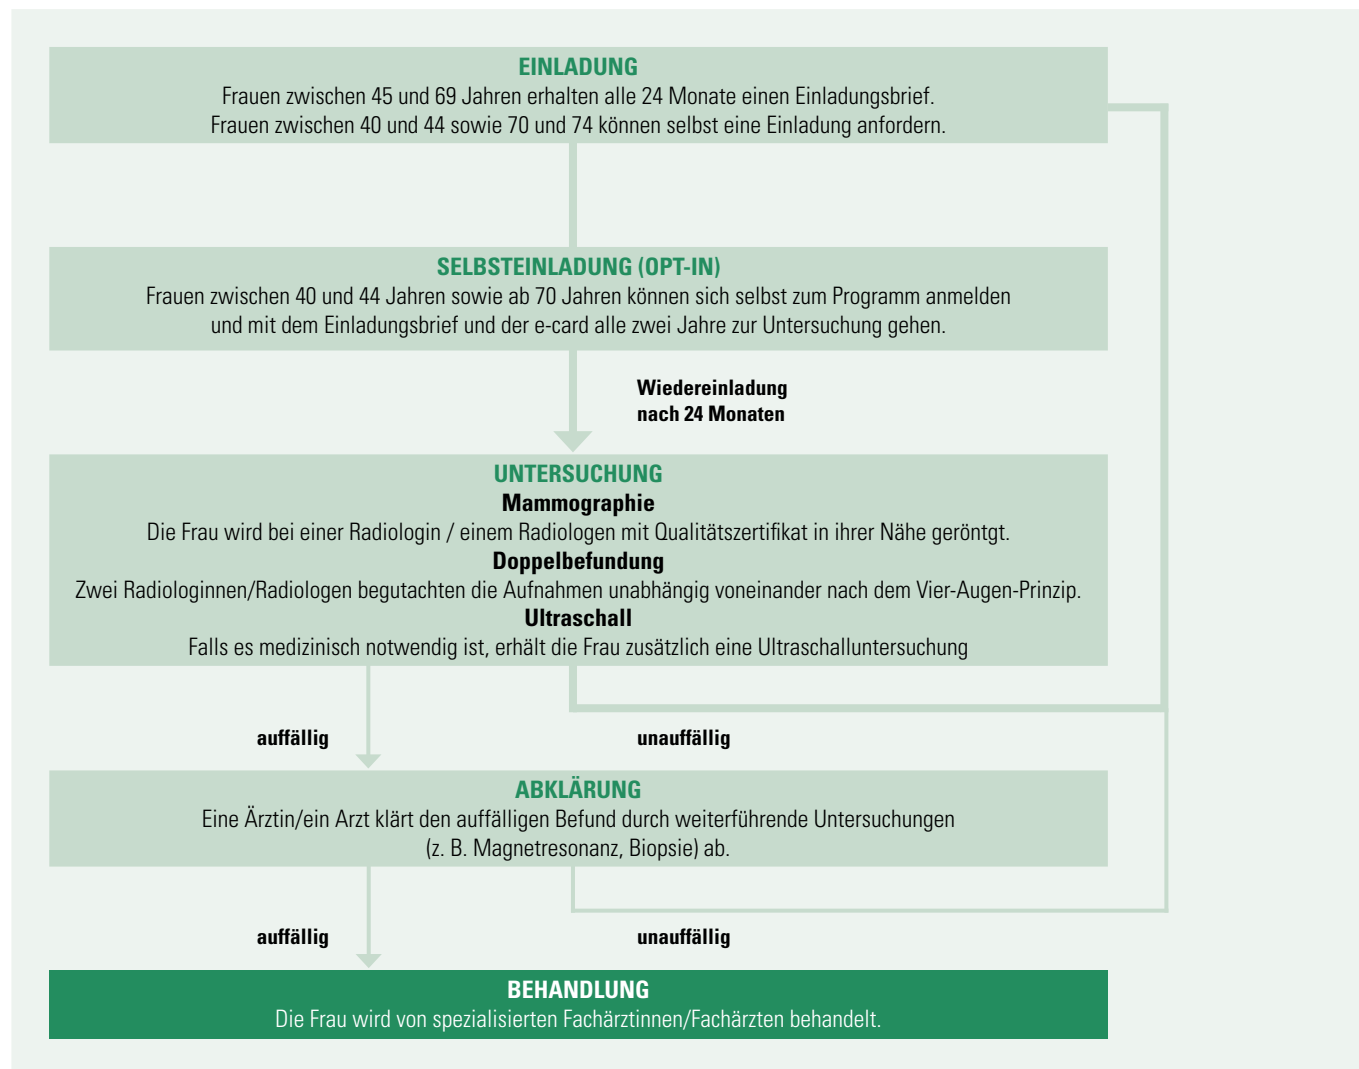 EINLADUNG
Frauen zwischen 45 und 69 Jahren erhalten alle 24 Monate einen Einladungsbrief.
Frauen zwischen 40 und 44 sowie 70 und 74 können selbst eine Einladung anfordern.
SELBSTEINLADUNG (OPT-IN)
Frauen zwischen 40 und 44 Jahren sowie ab 70 Jahren können sich selbst zum Programm anmelden
und mit dem Einladungsbrief und der e-card alle zwei Jahre zur Untersuchung gehen.
Wiedereinladung
nach 24 Monaten
UNTERSUCHUNG
Mammographie
Die Frau wird bei einer Radiologin / einem Radiologen mit Qualitätszertifikat in ihrer Nähe geröntgt.
Doppelbefundung
Zwei Radiologinnen/Radiologen begutachten die Aufnahmen unabhängig voneinander nach dem Vier-Augen-Prinzip.
Ultraschall
Falls es medizinisch notwendig ist, erhält die Frau zusätzlich eine Ultraschalluntersuchung
auffällig
unauffällig
ABKLÄRUNG
Eine Ärztin/ein Arzt klärt den auffälligen Befund durch weiterführende Untersuchungen
(z. B. Magnetresonanz, Biopsie) ab.
auffällig
unauffällig
BEHANDLUNG
Die Frau wird von spezialisierten Fachärztinnen/Fachärzten behandelt.